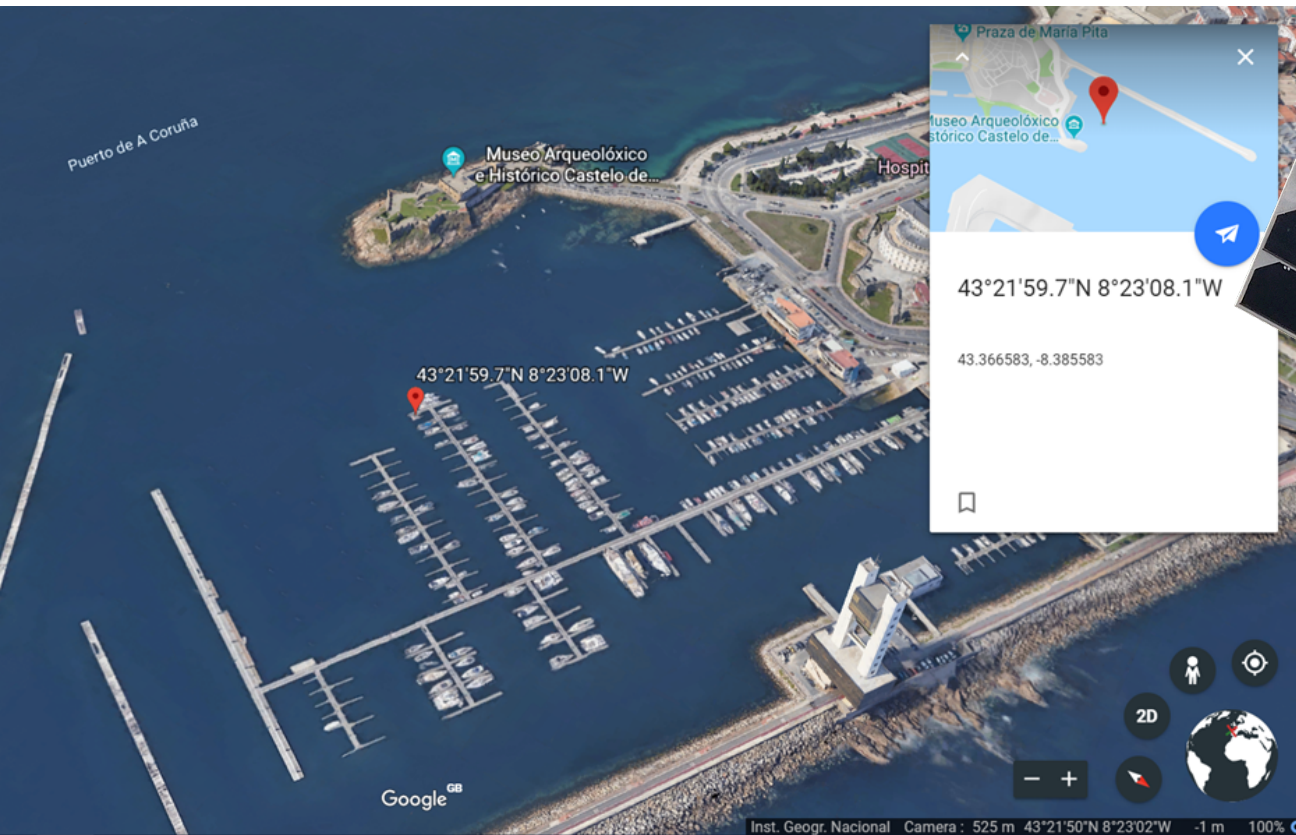 Puerto de A Coruña
Museo Arqueolóxico
e Histórico Castelo de...
Hospit
43°21'59.7"N 8°23'08.1"W
Praza de María Pita
Museo Arqueolóxico
stórico Castelo de...
43°21'59.7"N 8°23'08.1"W
43.366583, -8.385583
2D
Google GB
Inst. Geogr. Nacional Camera : 525 m 43°21'50"N 8°23'02"W -1 m 100%